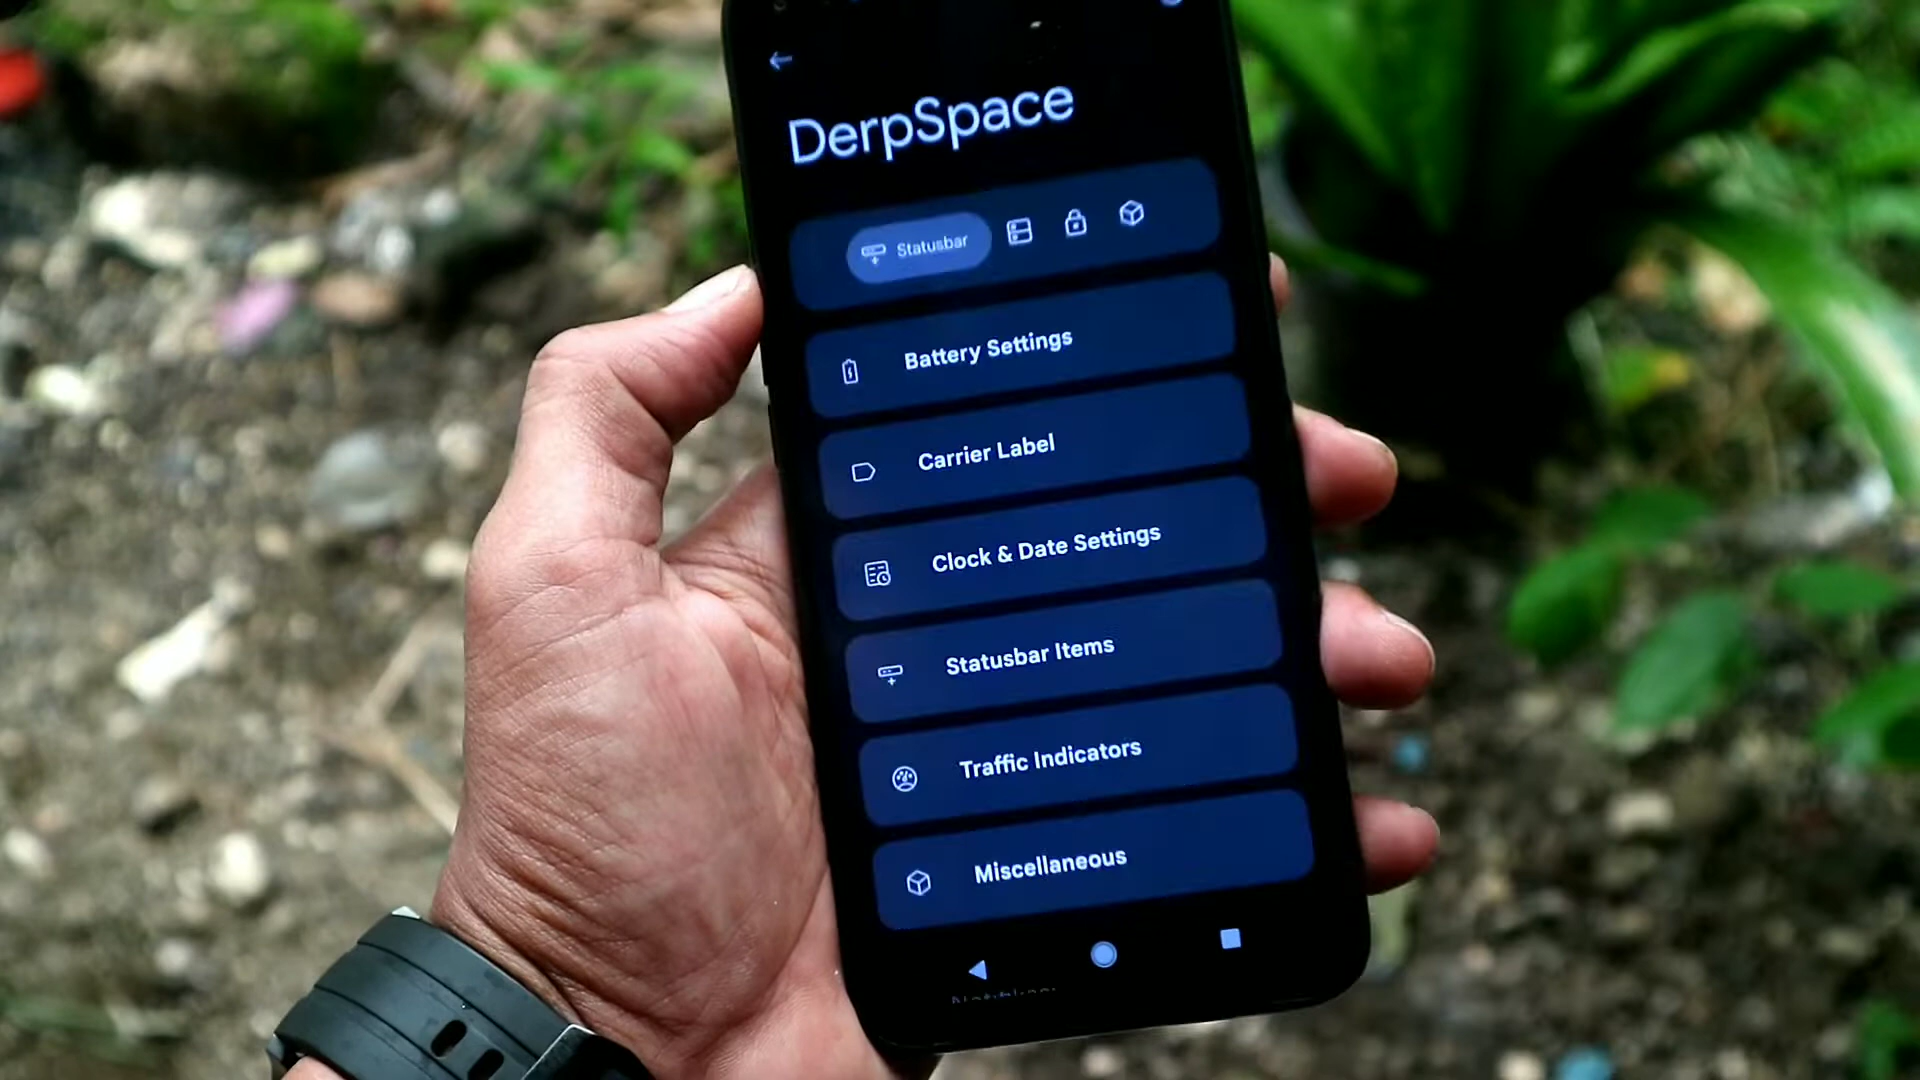 DerpSpace
Statusbar
Battery Settings
Carrier Label
Clock & Date Settings
Statusbar Items
Traffic Indicators
Miscellaneous